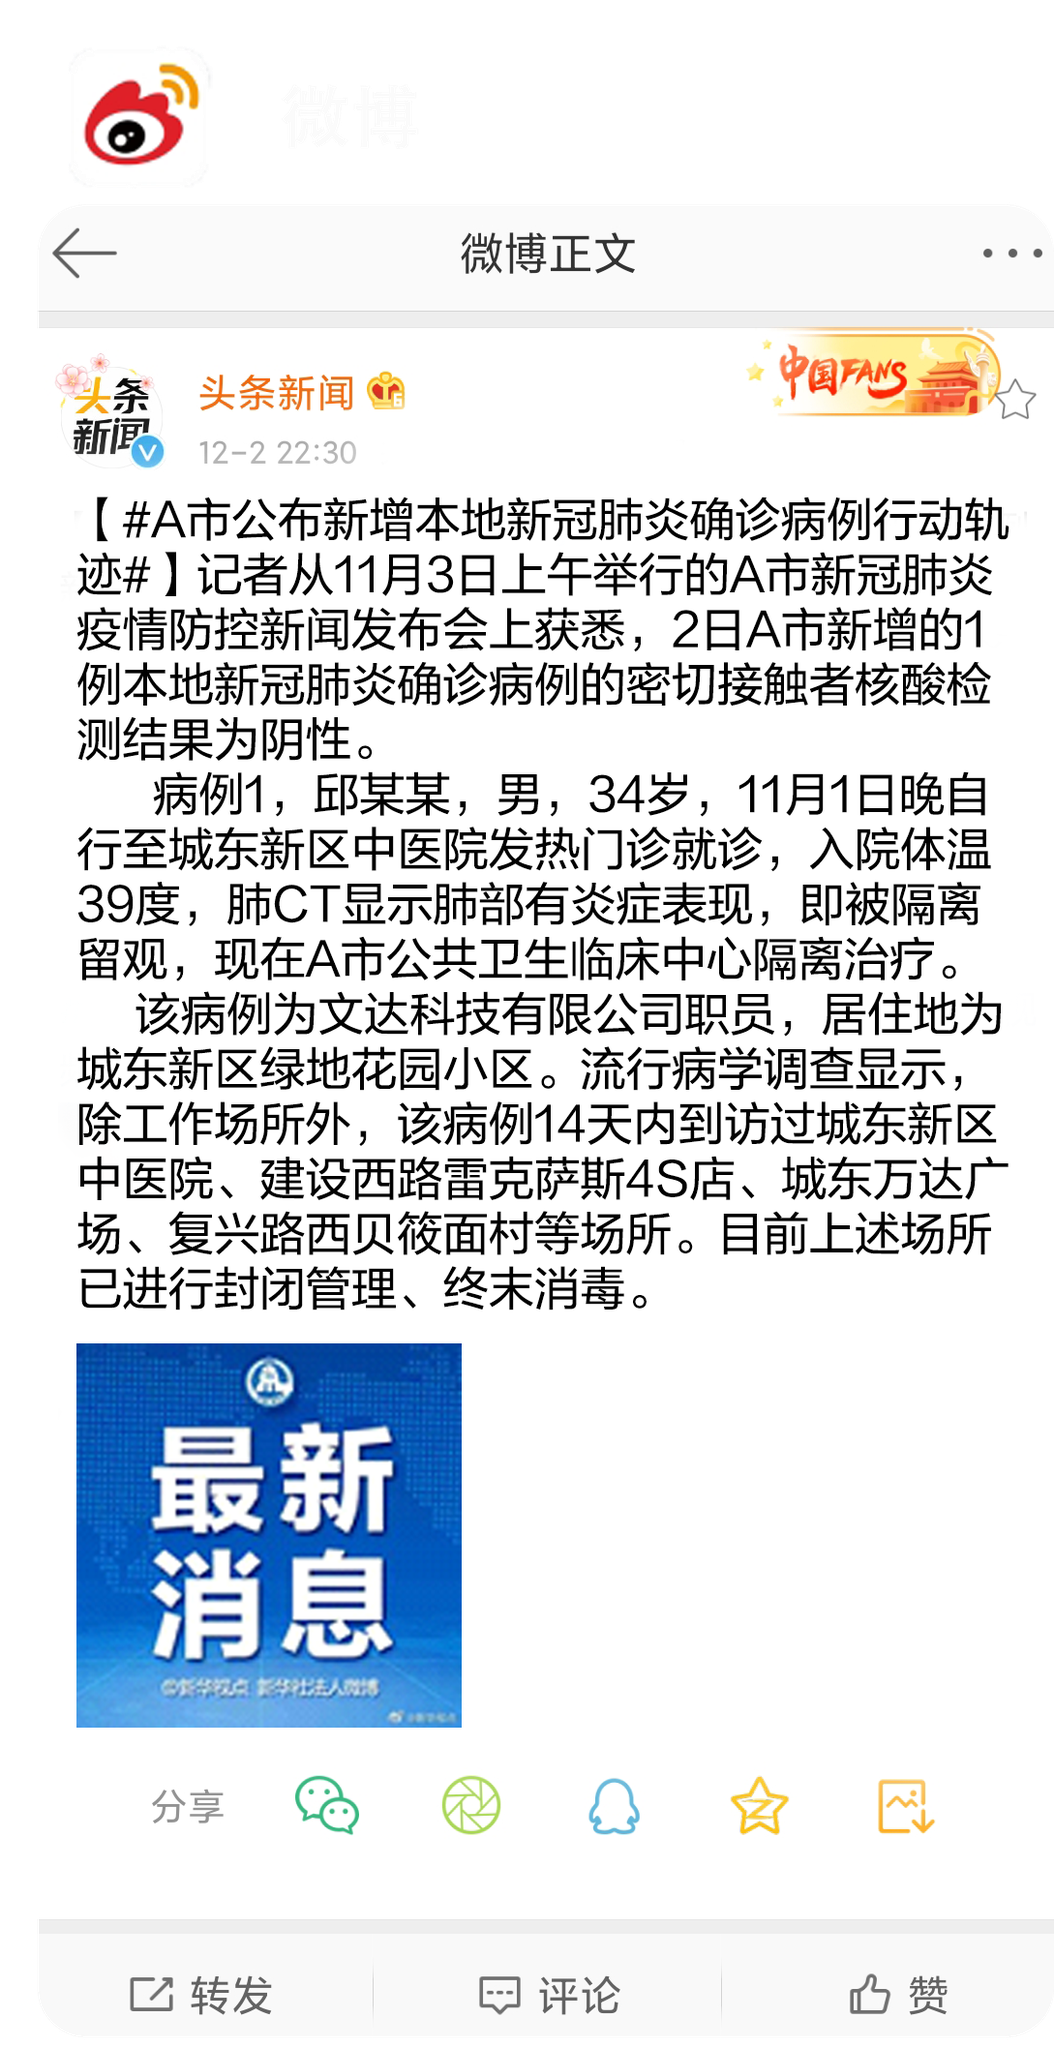 微博
微博正文
头条新闻
中国FANS
头条
新闻
12-2 22:30
【 #A市公布新增本地新冠肺炎确诊病例行动轨
迹# 】记者从11月3日上午举行的A市新冠肺炎
疫情防控新闻发布会上获悉，2日A市新增的1
例本地新冠肺炎确诊病例的密切接触者核酸检
测结果为阴性。
病例1，邱某某，男，34岁，11月1日晚自
行至城东新区中医院发热门诊就诊，入院体温
39度，肺CT显示肺部有炎症表现，即被隔离
留观，现在A市公共卫生临床中心隔离治疗。
该病例为文达科技有限公司职员，居住地为
城东新区绿地花园小区。流行病学调查显示，
除工作场所外，该病例14天内到访过城东新区
中医院、建设西路雷克萨斯4S店、城东万达广
场、复兴路西贝筱面村等场所。目前上述场所
已进行封闭管理、终末消毒。
最新
消息
@新华视点 新华社法人微博
分享
转发
评论
赞